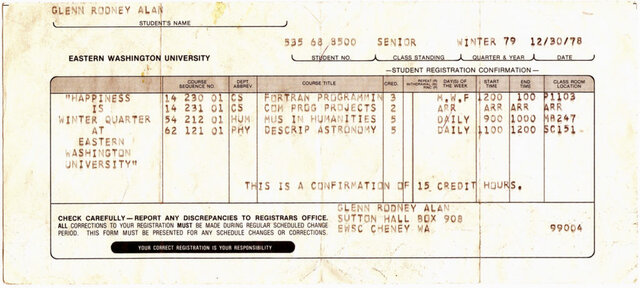 GLENN RODNEY ALAN
STUDENT'S NAME
535 68 8500 SENIOR WINTER 79 12/30/78
EASTERN WASHINGTON UNIVERSITY STUDENT NO. CLASS STANDING QUARTER & YEAR DATE
STUDENT REGISTRATION CONFIRMATION
COURSE SEQUENCE NO. DEPT. ABBREV COURSE TITLE CRED. DAY(S) OF THE WEEK START TIME END TIME CLASS ROOM LOCATION
"HAPPINESS 14 230 01 CS FORTRAN PROGRAMMIN 3 M,W,F 1200 100 P1103
IS 14 231 01 CS COM PROG PROJECTS 2 ARR ARR ARR ARR
WINTER QUARTER 54 212 01 HUM MUS IN HUMANITIES 5 DAILY 900 1000 MB247
AT 62 121 01 PHY DESCRIP ASTRONOMY 5 DAILY 1100 1200 SC151
EASTERN
WASHINGTON
UNIVERSITY"
THIS IS A CONFIRMATION OF 15 CREDIT HOURS.
GLENN RODNEY ALAN
SUTTON HALL BOX 908
EWSC CHENEY WA 99004
CHECK CAREFULLY—REPORT ANY DISCREPANCIES TO REGISTRARS OFFICE.
ALL CORRECTIONS TO YOUR REGISTRATION MUST BE MADE DURING REGULAR SCHEDULED CHANGE
PERIOD. THIS FORM MUST BE PRESENTED FOR ANY SCHEDULE CHANGES OR CORRECTIONS.
YOUR CORRECT REGISTRATION IS YOUR RESPONSIBILITY